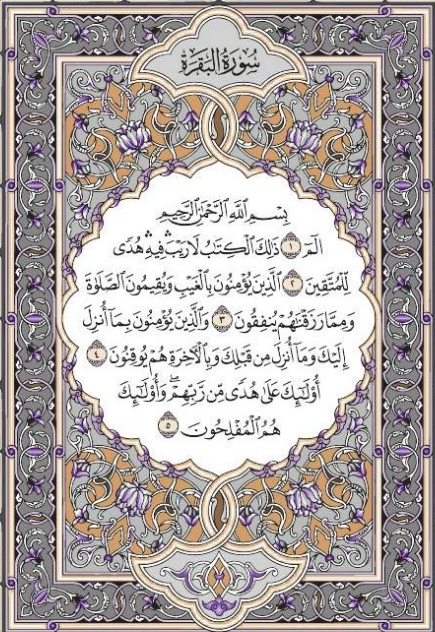 سُورَةُ البَقَرَةِ
بِسْمِ ٱللَّهِ ٱلرَّحْمَٰنِ ٱلرَّحِيمِ
الٓمٓ ١ ذَٰلِكَ ٱلْكِتَٰبُ لَا رَيْبَ ۛ فِيهِ ۛ هُدًى
لِّلْمُتَّقِينَ ٢ ٱلَّذِينَ يُؤْمِنُونَ بِٱلْغَيْبِ وَيُقِيمُونَ ٱلصَّلَوٰةَ
وَمِمَّا رَزَقْنَٰهُمْ يُنفِقُونَ ٣ وَٱلَّذِينَ يُؤْمِنُونَ بِمَآ أُنزِلَ
إِلَيْكَ وَمَآ أُنزِلَ مِن قَبْلِكَ وَبِٱلْأٓخِرَةِ هُمْ يُوقِنُونَ ٤
أُو۟لَٰٓئِكَ عَلَىٰ هُدًى مِّن رَّبِّهِمْ ۖ وَأُو۟لَٰٓئِكَ
هُمُ ٱلْمُفْلِحُونَ ٥